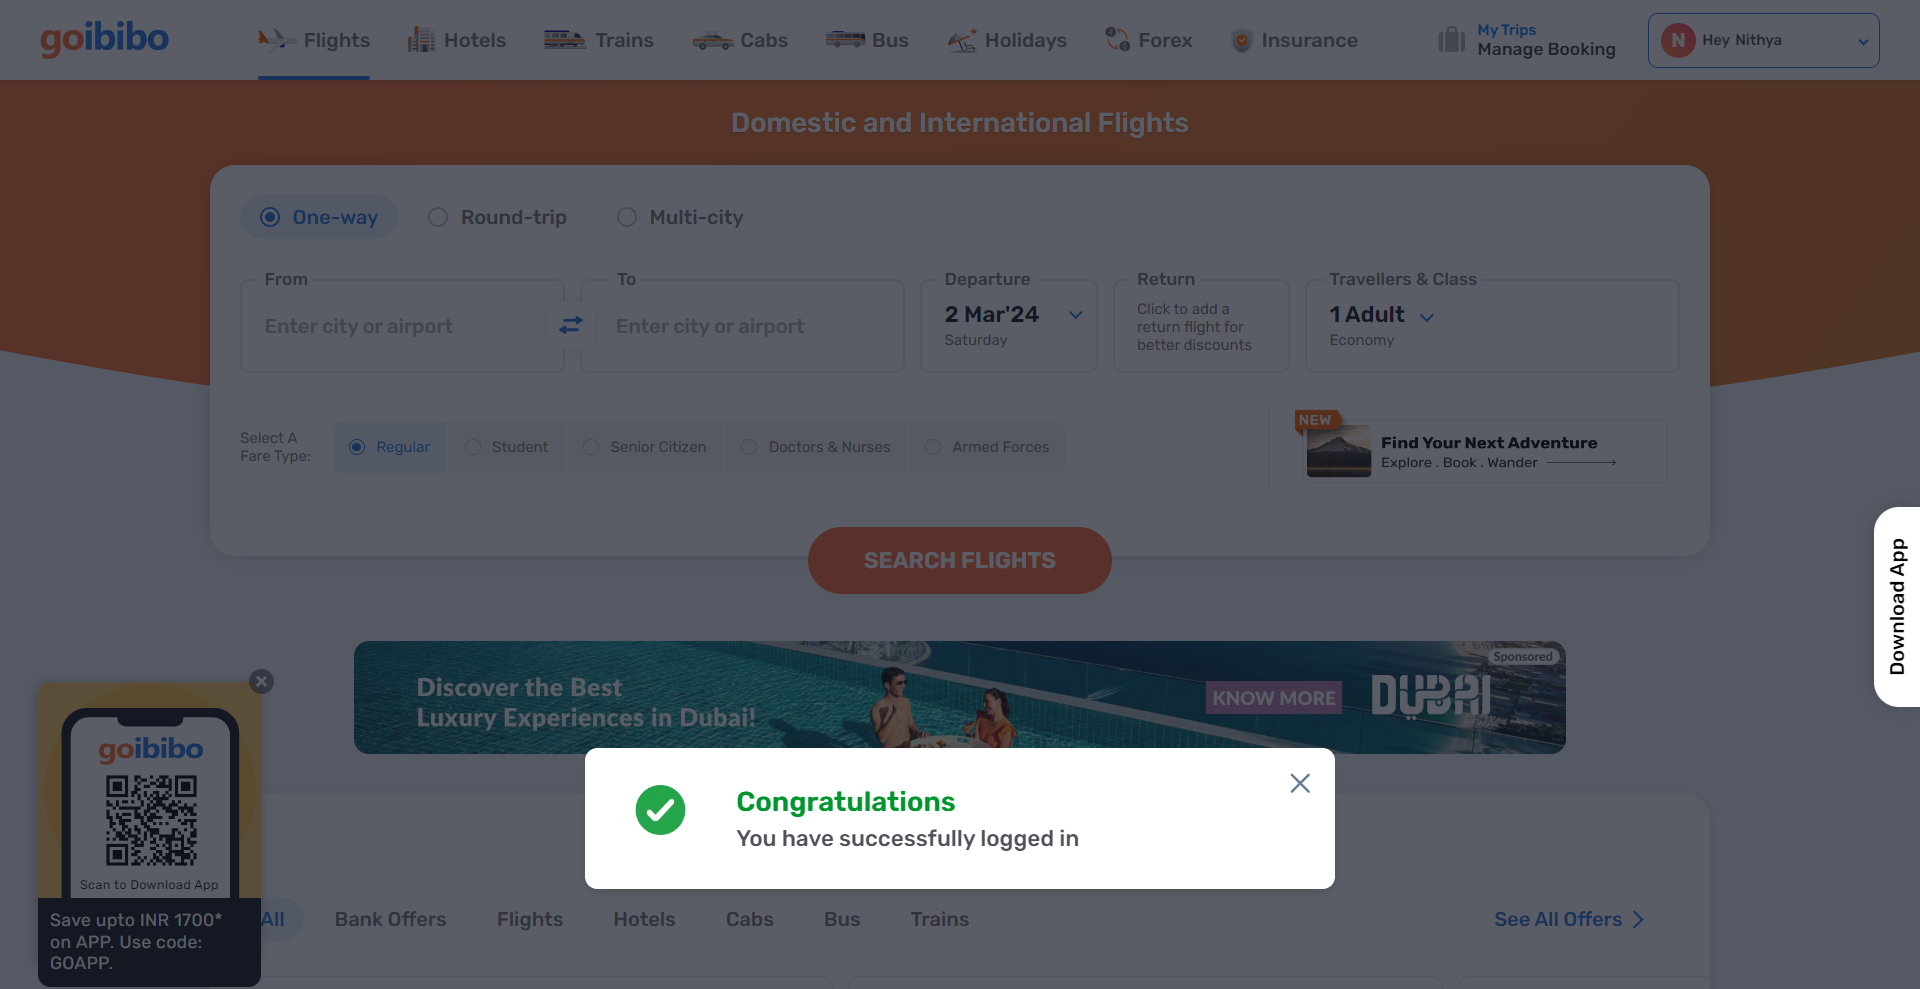 goibibo
Flights
Hotels
Trains
Cabs
Bus
Holidays
Forex
Insurance
My Trips
Manage Booking
N
Hey Nithya
Domestic and International Flights
One-way
Round-trip
Multi-city
From
Enter city or airport
To
Enter city or airport
Departure
2 Mar'24
Saturday
Return
Click to add a
return flight for
better discounts
Travellers & Class
1 Adult
Economy
Select A
Fare Type:
Regular
Student
Senior Citizen
Doctors & Nurses
Armed Forces
NEW
Find Your Next Adventure
Explore . Book . Wander
SEARCH FLIGHTS
Download App
Discover the Best
Luxury Experiences in Dubai!
KNOW MORE
Sponsored
DUBAI
goibibo
Scan to Download App
Save upto INR 1700*
on APP. Use code:
GOAPP.
Congratulations
You have successfully logged in
All
Bank Offers
Flights
Hotels
Cabs
Bus
Trains
See All Offers